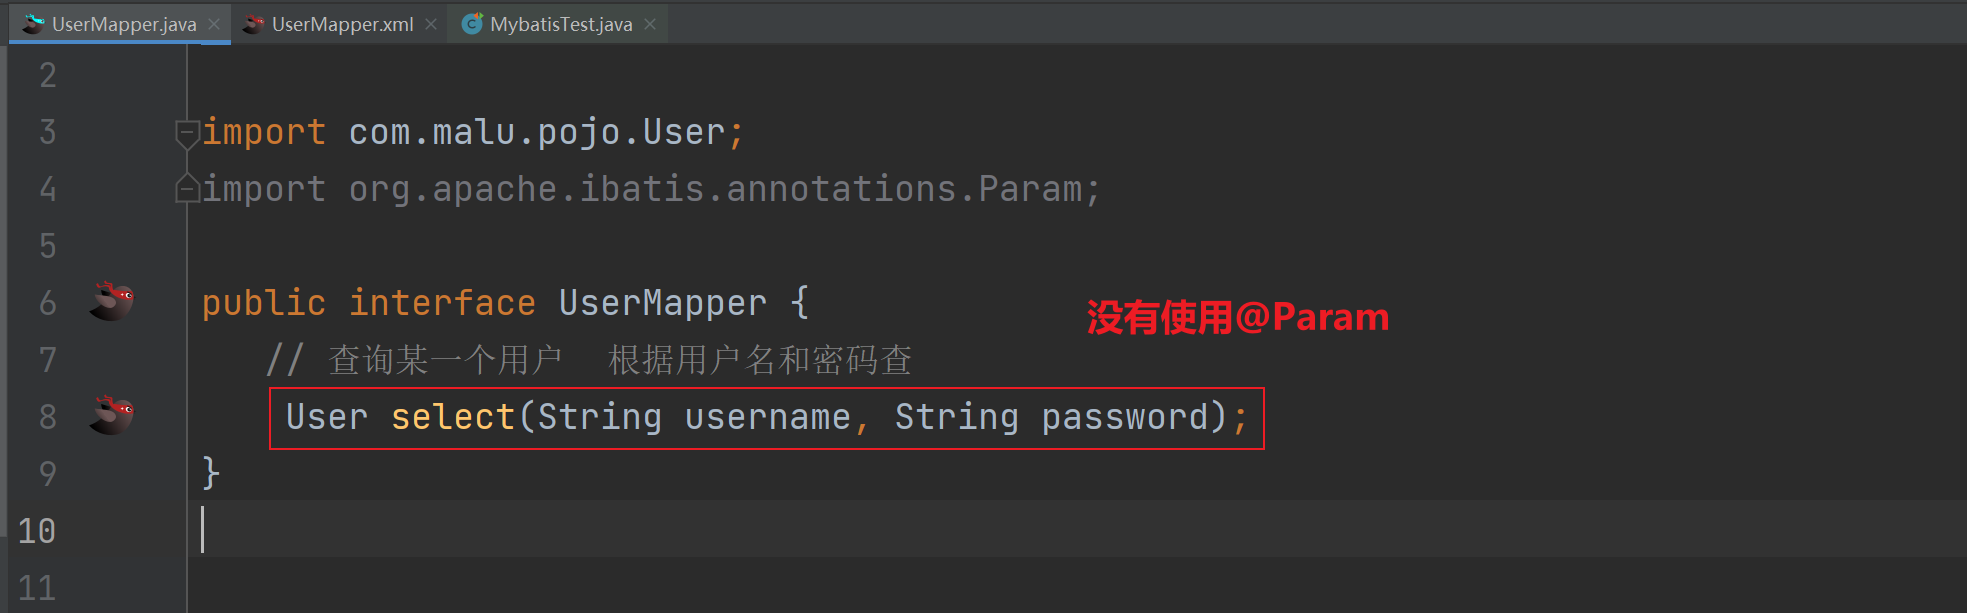 UserMapper.java UserMapper.xml MybatisTest.java
2
3 import com.malu.pojo.User;
4 import org.apache.ibatis.annotations.Param;
5
6 public interface UserMapper {
没有使用@Param
7 // 查询某一个用户 根据用户名和密码查
8 User select(String username, String password);
9 }
10
11